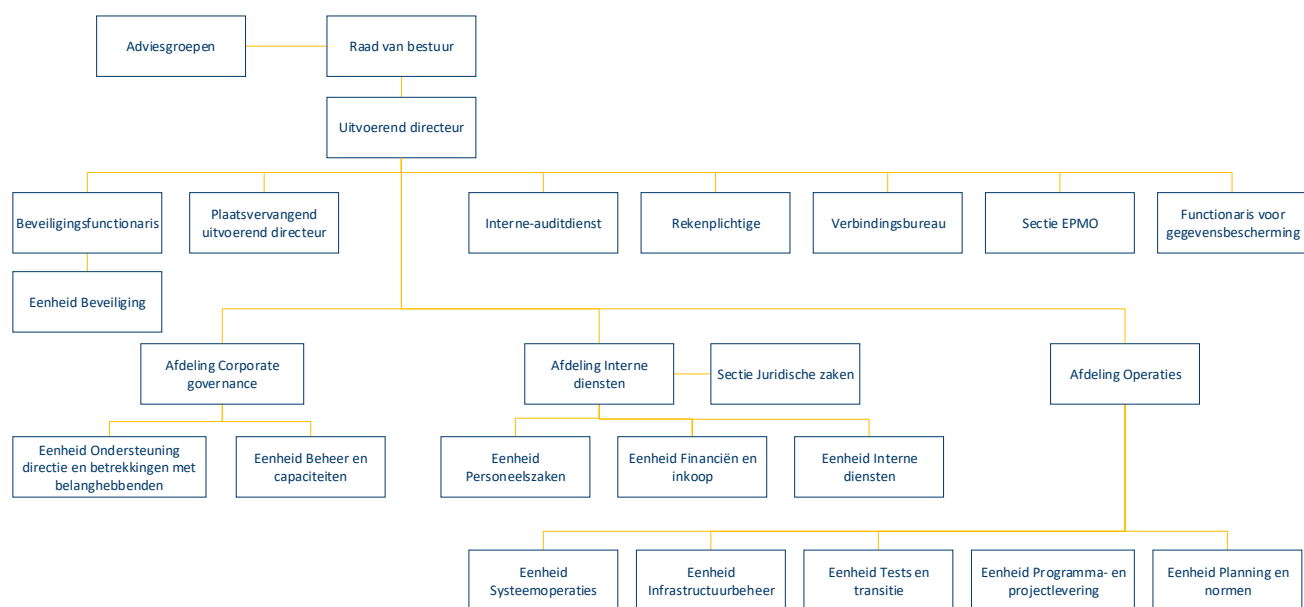 Adviesgroepen
Raad van bestuur
Uitvoerend directeur
Beveiligingsfunctionaris
Plaatsvervangend
uitvoerend directeur
Interne-auditdienst
Rekenplichtige
Verbindingsbureau
Sectie EPMO
Functionaris voor
gegevensbescherming
Eenheid Beveiliging
Afdeling Corporate
governance
Afdeling Interne
diensten
Sectie Juridische zaken
Afdeling Operaties
Eenheid Ondersteuning
directie en betrekkingen met
belanghebbenden
Eenheid Beheer en
capaciteiten
Eenheid
Personeelszaken
Eenheid Financiën en
inkoop
Eenheid Interne
diensten
Eenheid
Systeemoperaties
Eenheid
Infrastructuurbeheer
Eenheid Tests en
transitie
Eenheid Programma- en
projectlevering
Eenheid Planning en
normen